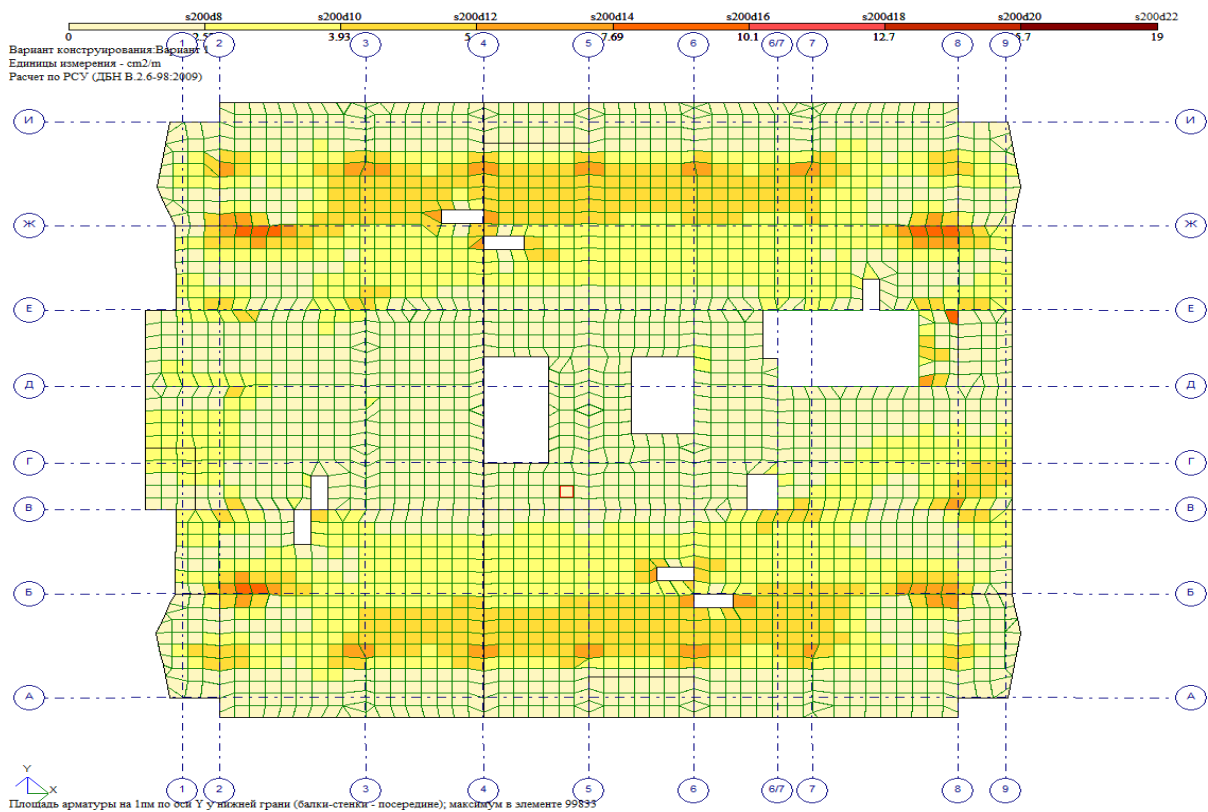 s200d8 s200d10 s200d12 s200d14 s200d16 s200d18 s200d20 s200d22
0 3.93 5 7.69 10.1 12.7 19
Вариант конструирования:Вариант 1
Единицы измерения - cm2/m
Расчет по РСУ (ДБН В.2.6-98:2009)
1 2 3 4 5 6 6/7 7 8 9
И И
Ж Ж
Е Е
Д Д
Г Г
В В
Б Б
А А
Y
X
1 2 3 4 5 6 6/7 7 8 9
Площадь арматуры на 1пм по оси Y у нижней грани (балки-стенки - посередине); максимум в элементе 99833